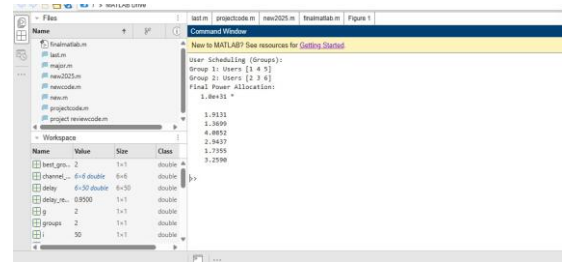 MATLAB Drive
Files
Name
finalmatlab.m
last.m
major.m
new2025.m
newcode.m
new.m
projectcode.m
project reviewcode.m
Workspace
Name Value Size Class
best_gro... 2 1×1 double
channel_... 6×6 double 6×6 double
delay 6×50 double 6×50 double
delay_re... 0.9500 1×1 double
g 2 1×1 double
groups 2 1×1 double
i 50 1×1 double
last.m projectcode.m new2025.m finalmatlab.m Figure 1
Command Window
New to MATLAB? See resources for Getting Started.
User Scheduling (Groups):
Group 1: Users [1 4 5]
Group 2: Users [2 3 6]
Final Power Allocation:
1.0e+31 *
1.9131
1.3699
4.0852
2.9437
1.7355
3.2590
>>